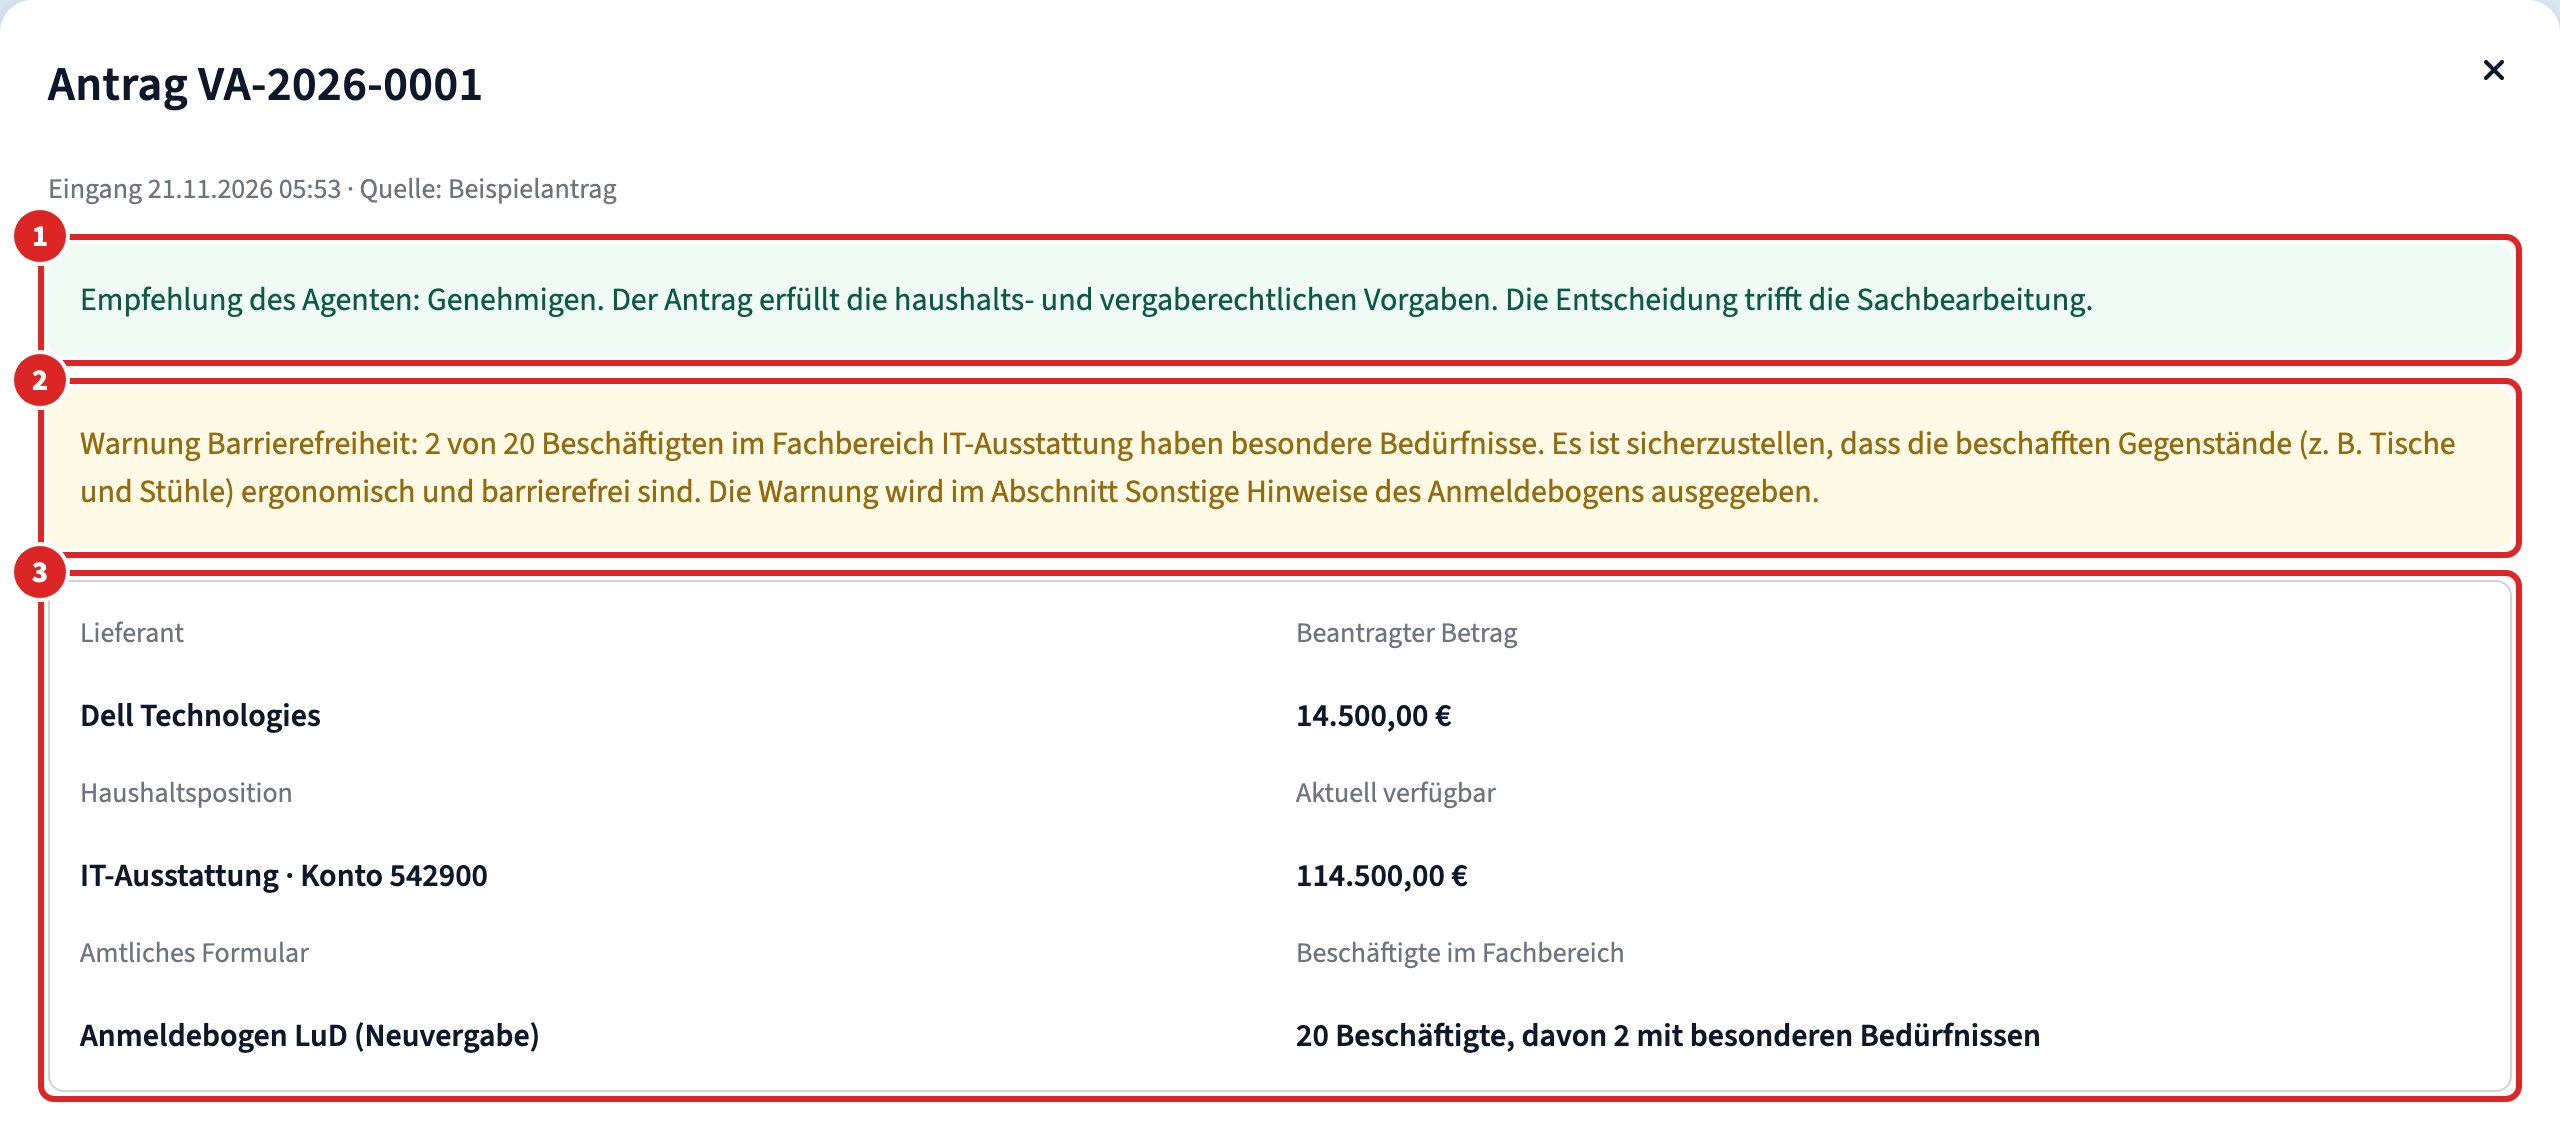 Antrag VA-2026-0001
Eingang 21.11.2026 05:53 · Quelle: Beispielantrag
1
Empfehlung des Agenten: Genehmigen. Der Antrag erfüllt die haushalts- und vergaberechtlichen Vorgaben. Die Entscheidung trifft die Sachbearbeitung.
2
Warnung Barrierefreiheit: 2 von 20 Beschäftigten im Fachbereich IT-Ausstattung haben besondere Bedürfnisse. Es ist sicherzustellen, dass die beschafften Gegenstände (z. B. Tische
und Stühle) ergonomisch und barrierefrei sind. Die Warnung wird im Abschnitt Sonstige Hinweise des Anmeldebogens ausgegeben.
3
Lieferant
Dell Technologies
Beantragter Betrag
14.500,00 €
Haushaltsposition
IT-Ausstattung · Konto 542900
Aktuell verfügbar
114.500,00 €
Amtliches Formular
Anmeldebogen LuD (Neuvergabe)
Beschäftigte im Fachbereich
20 Beschäftigte, davon 2 mit besonderen Bedürfnissen